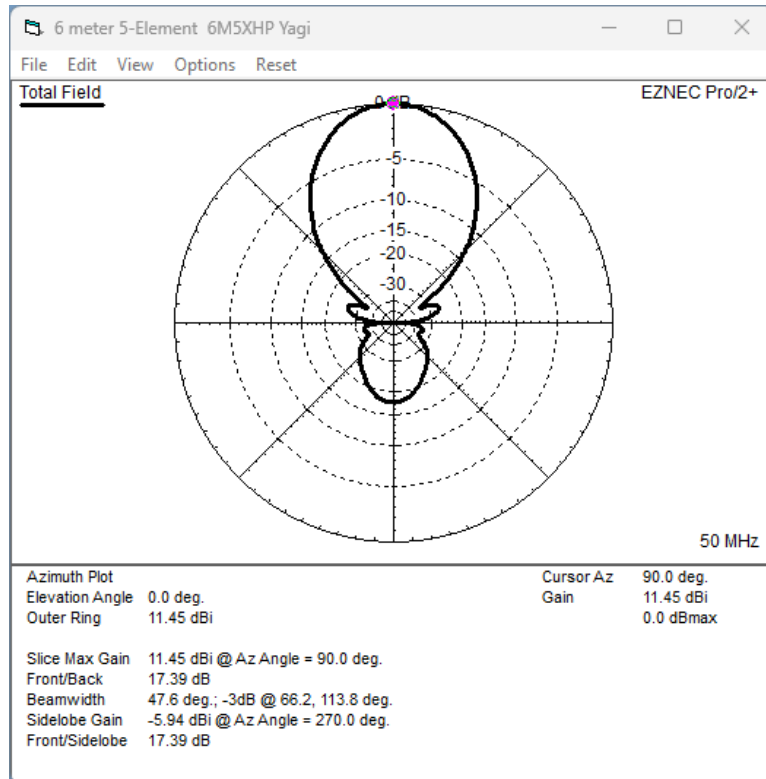 6 meter 5-Element 6M5XHP Yagi
File Edit View Options Reset
Total Field
EZNEC Pro/2+
0 dB
-5
-10
-15
-20
-30
50 MHz
Azimuth Plot
Elevation Angle 0.0 deg.
Outer Ring 11.45 dBi
Cursor Az 90.0 deg.
Gain 11.45 dBi
0.0 dBmax
Slice Max Gain 11.45 dBi @ Az Angle = 90.0 deg.
Front/Back 17.39 dB
Beamwidth 47.6 deg.; -3dB @ 66.2, 113.8 deg.
Sidelobe Gain -5.94 dBi @ Az Angle = 270.0 deg.
Front/Sidelobe 17.39 dB